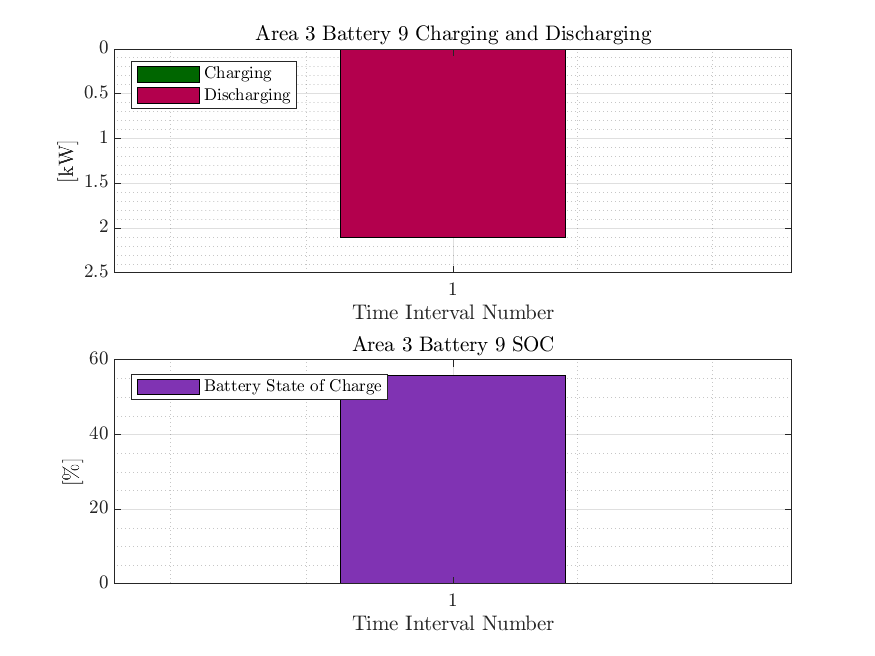 Area 3 Battery 9 Charging and Discharging
0
0.5
1
1.5
2
2.5
[kW]
Charging
Discharging
1
Time Interval Number
Area 3 Battery 9 SOC
60
40
20
0
[%]
Battery State of Charge
1
Time Interval Number